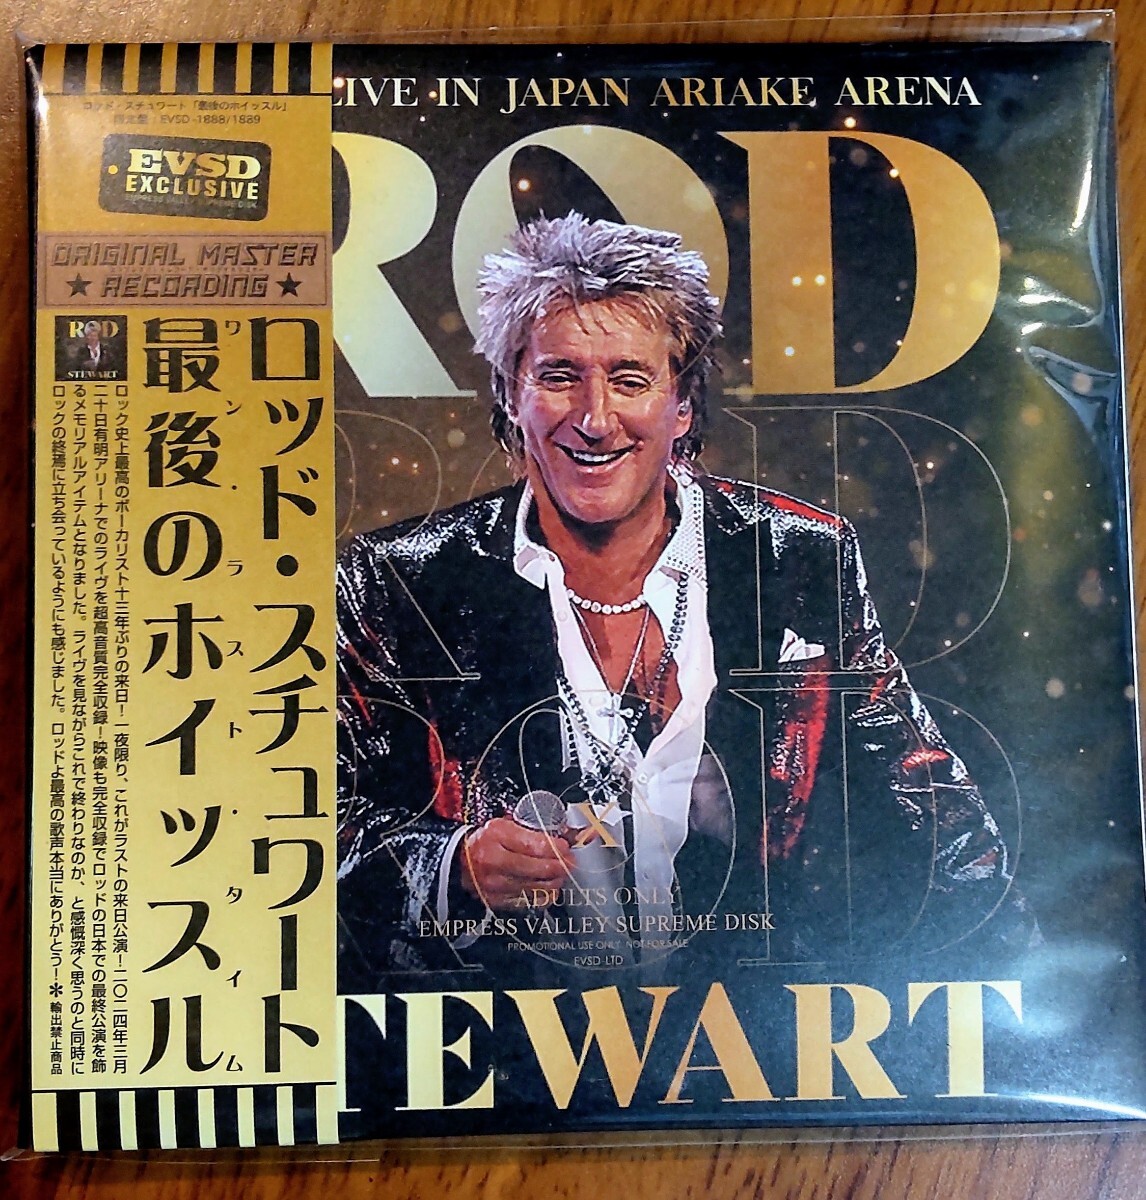 LIVE IN JAPAN ARIAKE ARENA
ROD
ROD
ROD
STEWART
X
ADULTS ONLY
EMPRESS VALLEY SUPREME DISK
PROMOTIONAL USE ONLY. NOT FOR SALE
EVSD LTD
ロッド・スチュワート「最後のホイッスル」
限定盤：EVSD-1888/1889
EVSD
EXCLUSIVE
EMPRESS VALLEY SUPREME DISK
ORIGINAL MASTER
★ RECORDING ★
ロッド・スチュワート
ワン・ラスト・タイム
最後のホイッスル
ROD
STEWART
ロック史上最高のボーカリスト十三年ぶりの来日！一夜限り、これがラストの来日公演！二〇二四年三月
二十日有明アリーナでのライヴを超高音質完全収録！映像も完全収録でロッドの日本での最終公演を飾
るメモリアルアイテムとなりました。ライヴを見ながらこれで終わりなのか、と感慨深く思うのと同時に
ロックの終焉に立ち会っているようにも感じました。ロッドよ最高の歌声本当にありがとう！＊輸出禁止商品